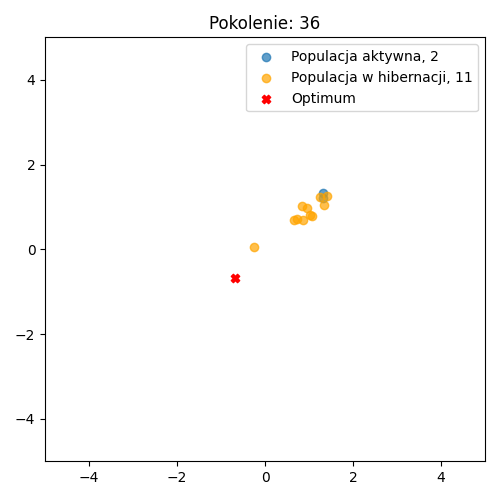 Pokolenie: 36
Populacja aktywna, 2
Populacja w hibernacji, 11
Optimum
4
2
0
−2
−4
−4
−2
0
2
4